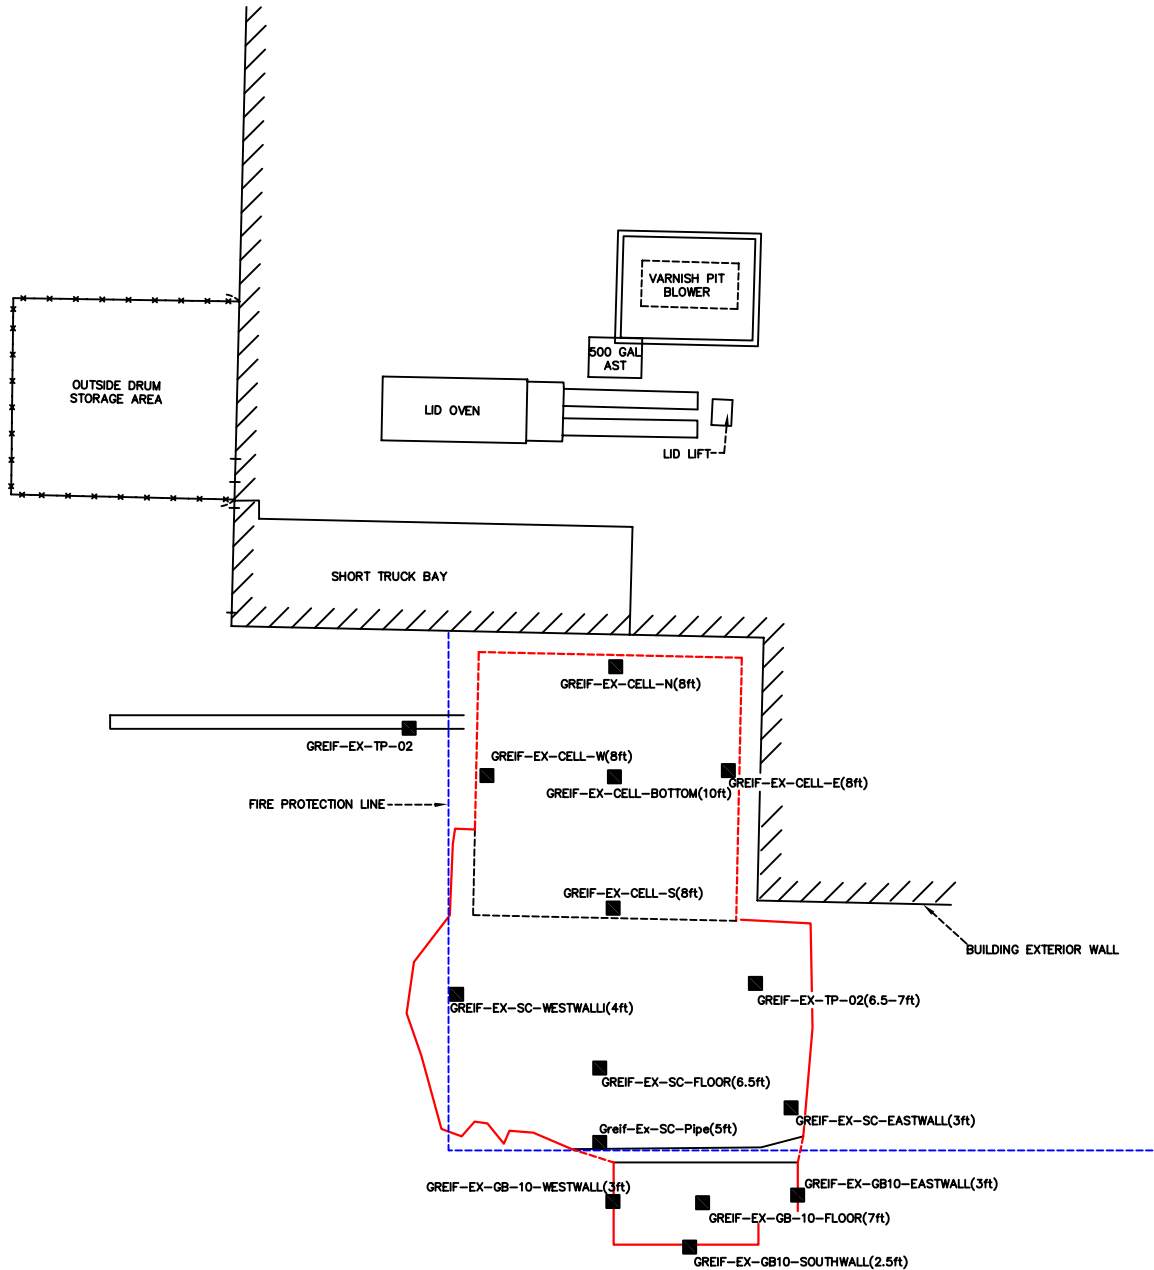 VARNISH PIT
BLOWER
500 GAL
AST
OUTSIDE DRUM
STORAGE AREA
LID OVEN
LID LIFT
SHORT TRUCK BAY
GREIF-EX-CELL-N(8ft)
GREIF-EX-TP-02
GREIF-EX-CELL-W(8ft)
GREIF-EX-CELL-E(8ft)
GREIF-EX-CELL-BOTTOM(10ft)
FIRE PROTECTION LINE
GREIF-EX-CELL-S(8ft)
BUILDING EXTERIOR WALL
GREIF-EX-SC-WESTWALLI(4ft)
GREIF-EX-TP-02(6.5-7ft)
GREIF-EX-SC-FLOOR(6.5ft)
GREIF-EX-SC-EASTWALL(3ft)
Greif-Ex-SC-Pipe(5ft)
GREIF-EX-GB-10-WESTWALL(3ft)
GREIF-EX-GB10-EASTWALL(3ft)
GREIF-EX-GB-10-FLOOR(7ft)
GREIF-EX-GB10-SOUTHWALL(2.5ft)